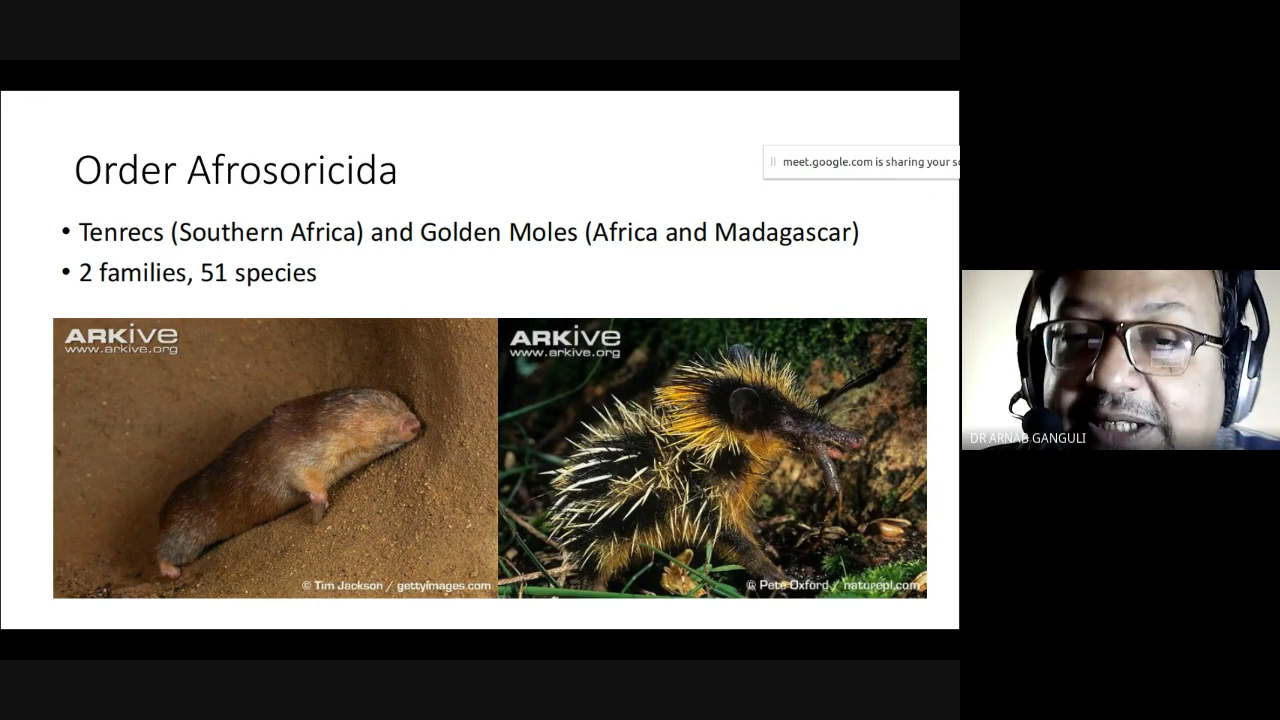 Order Afrosoricida
meet.google.com is sharing your
• Tenrecs (Southern Africa) and Golden Moles (Africa and Madagascar)
• 2 families, 51 species
ARKive
www.arkive.org
© Tim Jackson / gettyimages.com
ARKive
www.arkive.org
© Pete Oxford / naturepl.com
DR ARNAB GANGULI